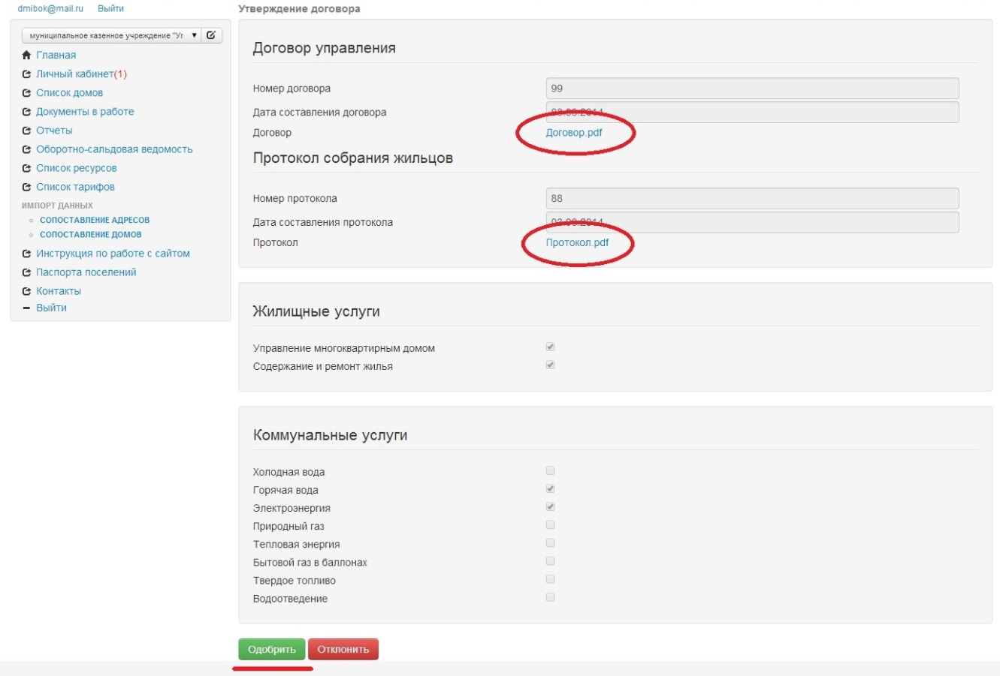 dmibok@mail.ru Выйти
муниципальное казенное учреждение "Уг
Главная
Личный кабинет(1)
Список домов
Документы в работе
Отчеты
Оборотно-сальдовая ведомость
Список ресурсов
Список тарифов
ИМПОРТ ДАННЫХ
СОПОСТАВЛЕНИЕ АДРЕСОВ
СОПОСТАВЛЕНИЕ ДОМОВ
Инструкция по работе с сайтом
Паспорта поселений
Контакты
Выйти
Утверждение договора
Договор управления
Номер договора 99
Дата составления договора
Договор Договор.pdf
Протокол собрания жильцов
Номер протокола 88
Дата составления протокола
Протокол Протокол.pdf
Жилищные услуги
Управление многоквартирным домом
Содержание и ремонт жилья
Коммунальные услуги
Холодная вода
Горячая вода
Электроэнергия
Природный газ
Тепловая энергия
Бытовой газ в баллонах
Твердое топливо
Водоотведение
Одобрить Отклонить